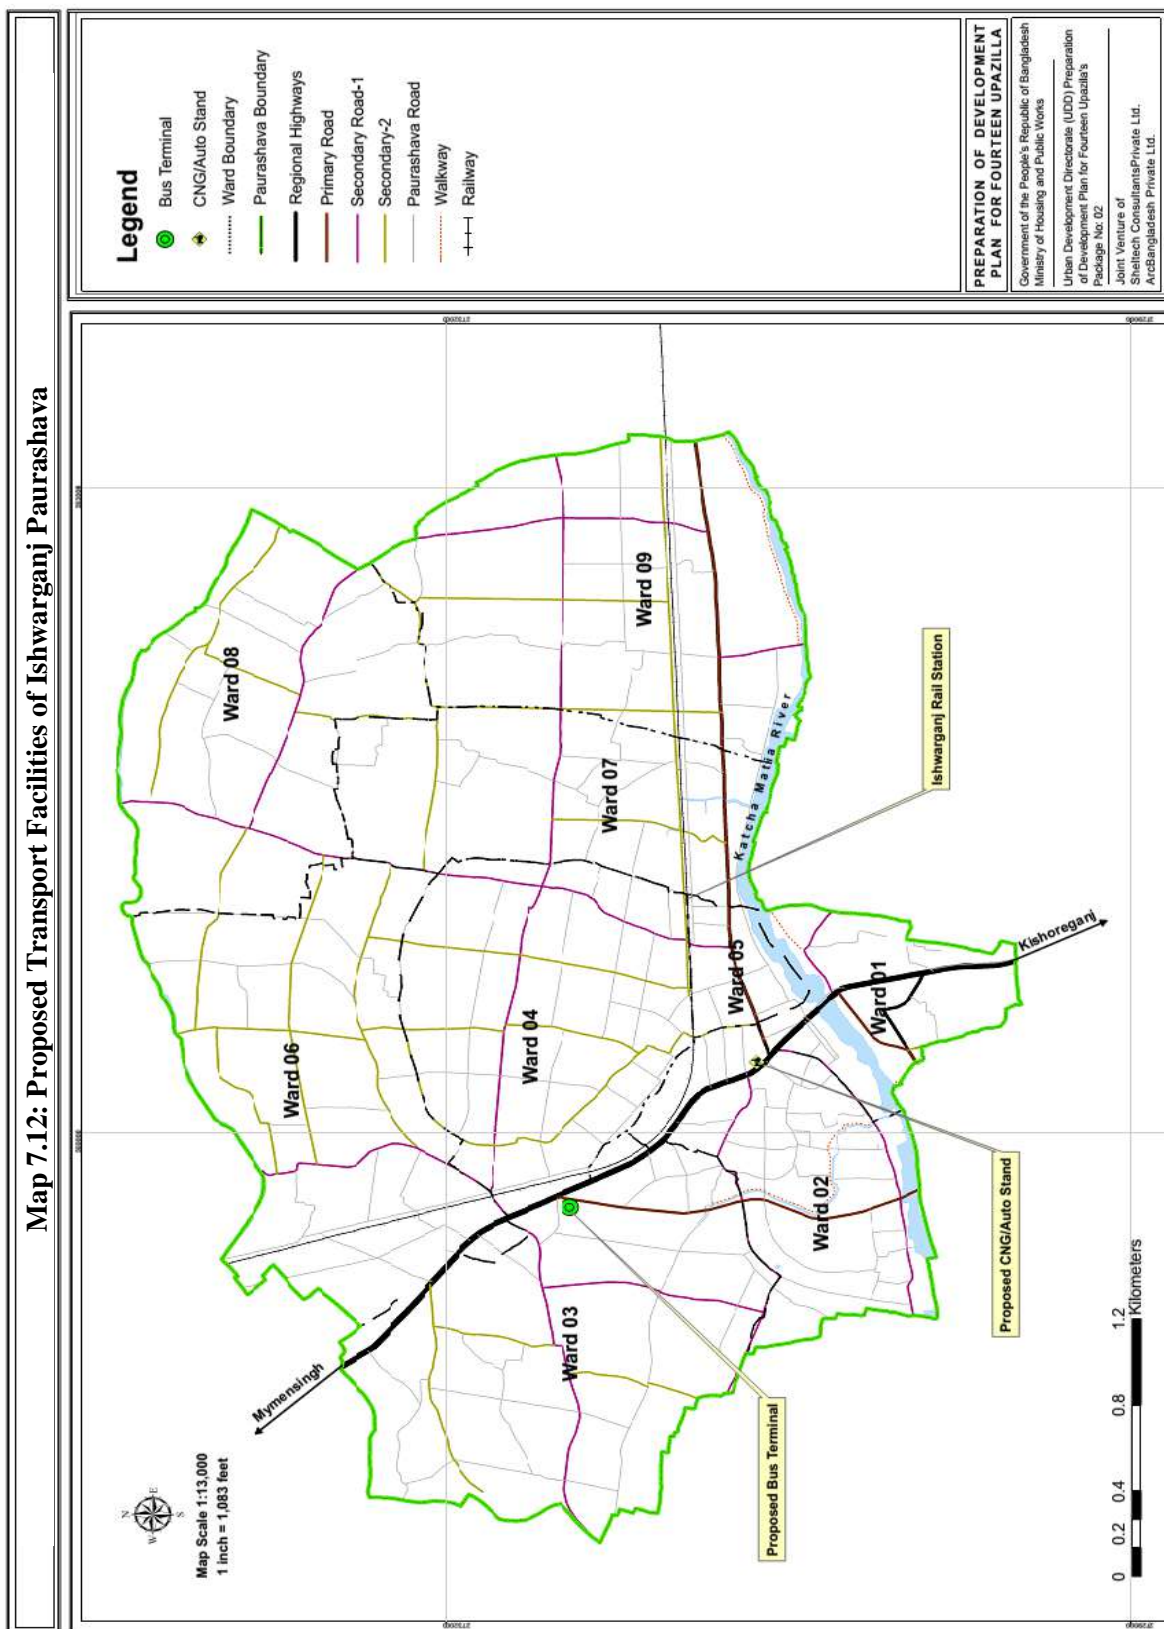 Map 7.12: Proposed Transport Facilities of Ishwarganj Paurashava
N
W
E
S
Map Scale 1:13,000
1 inch = 1,083 feet
Mymensingh
Kishoreganj
Ward 08
Ward 06
Ward 09
Ward 07
Ward 04
Ward 05
Ward 03
Ward 02
Ward 01
Katcha Matia River
Ishwarganj Rail Station
Proposed CNG/Auto Stand
Proposed Bus Terminal
0 0.2 0.4 0.8 1.2
Kilometers
Legend
Bus Terminal
CNG/Auto Stand
Ward Boundary
Paurashava Boundary
Regional Highways
Primary Road
Secondary Road-1
Secondary-2
Paurashava Road
Walkway
Railway
PREPARATION OF DEVELOPMENT
PLAN FOR FOURTEEN UPAZILLA
Government of the People's Republic of Bangladesh
Ministry of Housing and Public Works
Urban Development Directorate (UDD) Preparation
of Development Plan for Fourteen Upazila's
Package No: 02
Joint Venture of
Sheltech ConsultantsPrivate Ltd.
ArcBangladesh Private Ltd.